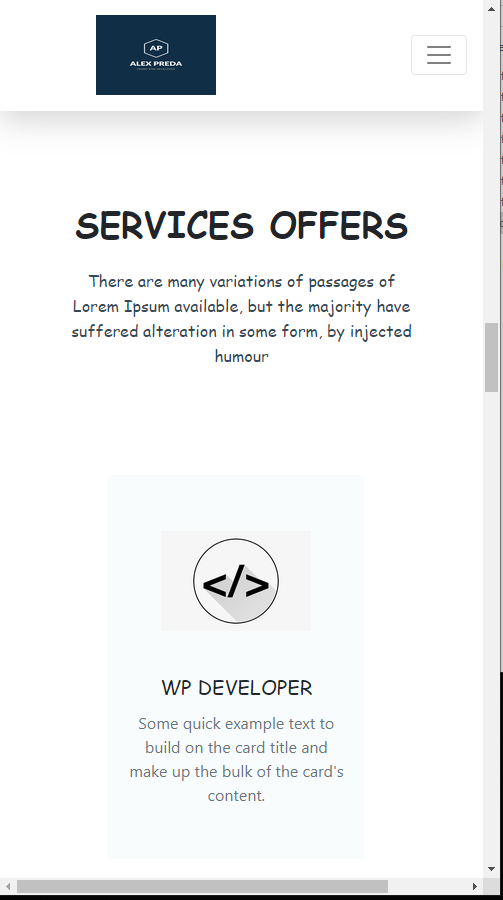 AP
ALEX PREDA
SERVICES OFFERS
There are many variations of passages of
Lorem Ipsum available, but the majority have
suffered alteration in some form, by injected
humour
</>
WP DEVELOPER
Some quick example text to
build on the card title and
make up the bulk of the card's
content.